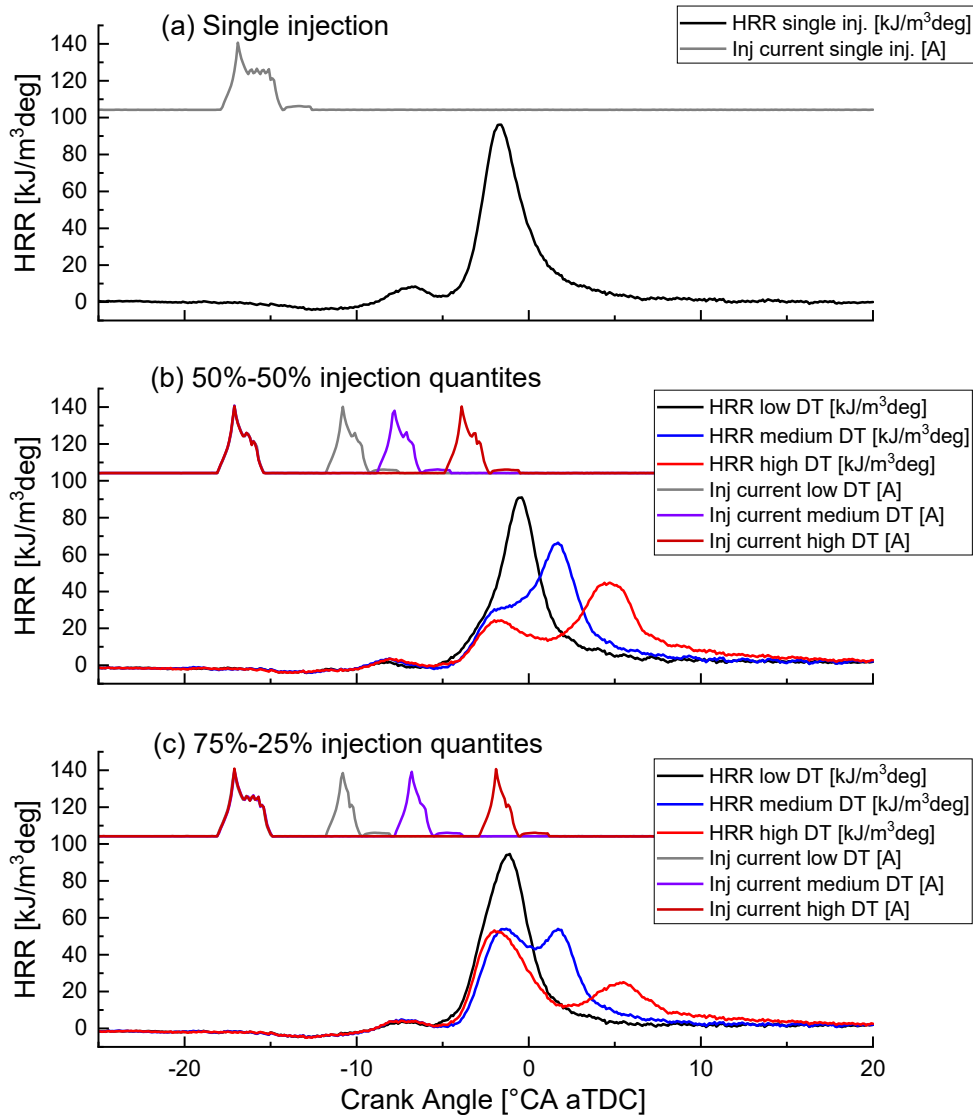 (a) Single injection
HRR single inj. [kJ/m³deg]
Inj current single inj. [A]
HRR [kJ/m³deg]
140
120
100
80
60
40
20
0
(b) 50%-50% injection quantites
HRR low DT [kJ/m³deg]
HRR medium DT [kJ/m³deg]
HRR high DT [kJ/m³deg]
Inj current low DT [A]
Inj current medium DT [A]
Inj current high DT [A]
HRR [kJ/m³deg]
140
120
100
80
60
40
20
0
(c) 75%-25% injection quantites
HRR low DT [kJ/m³deg]
HRR medium DT [kJ/m³deg]
HRR high DT [kJ/m³deg]
Inj current low DT [A]
Inj current medium DT [A]
Inj current high DT [A]
HRR [kJ/m³deg]
140
120
100
80
60
40
20
0
-20 -10 0 10 20
Crank Angle [°CA aTDC]